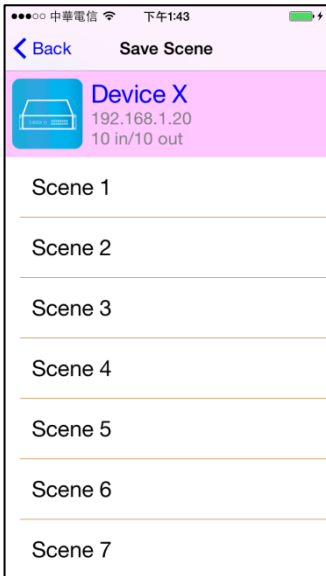 中華電信 下午1:43
Back Save Scene
Device X
192.168.1.20
10 in/10 out
Scene 1
Scene 2
Scene 3
Scene 4
Scene 5
Scene 6
Scene 7